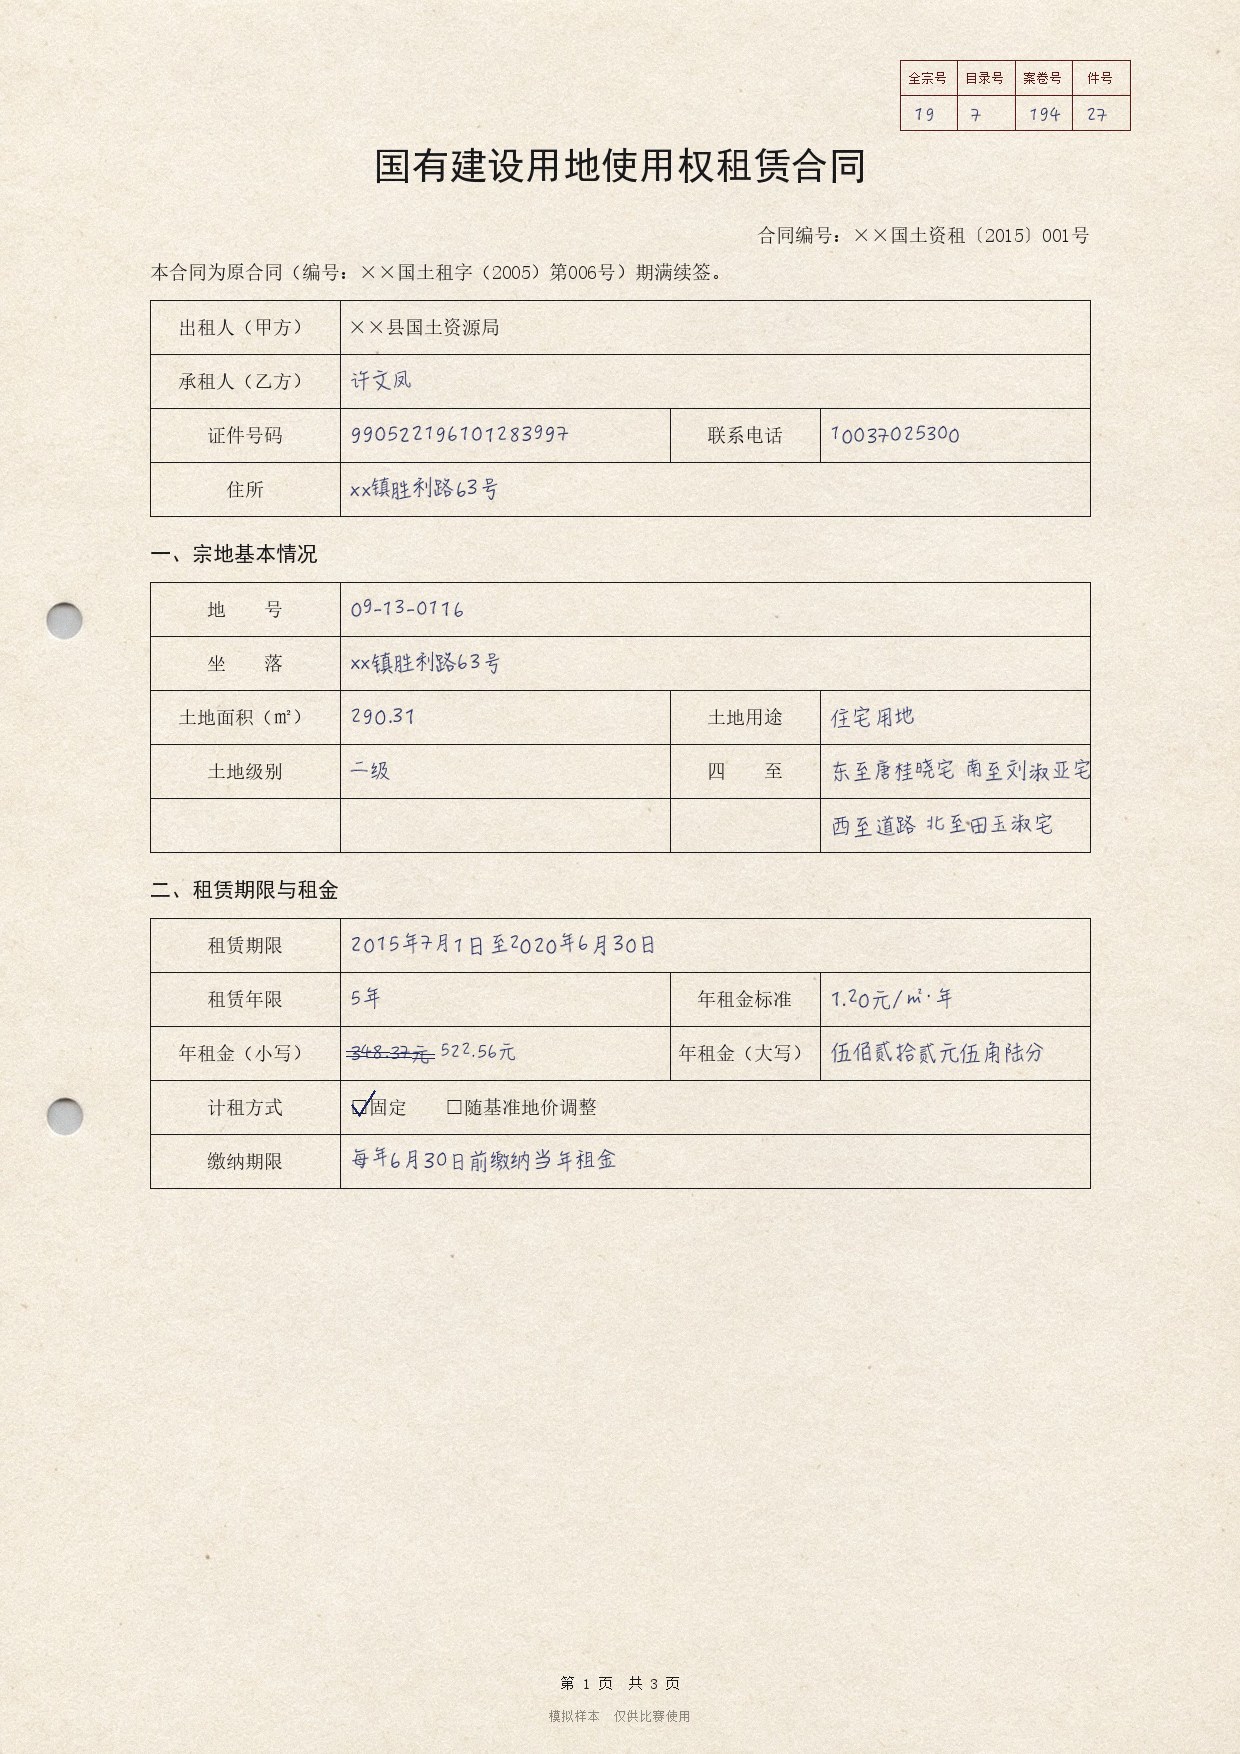 全宗号 目录号 案卷号 件号
19 7 194 27
国有建设用地使用权租赁合同
合同编号：××国土资租〔2015〕001号
本合同为原合同（编号：××国土租字（2005）第006号）期满续签。
出租人（甲方） ××县国土资源局
承租人（乙方） 许文凤
证件号码 990522196101283997 联系电话 10037025300
住所 xx镇胜利路63号
一、宗地基本情况
地 号 09-13-0116
坐 落 xx镇胜利路63号
土地面积（㎡） 290.31 土地用途 住宅用地
土地级别 二级 四 至 东至唐桂晓宅 南至刘淑亚宅
西至道路 北至田玉淑宅
二、租赁期限与租金
租赁期限 2015年7月1日至2020年6月30日
租赁年限 5年 年租金标准 1.20元/㎡·年
年租金（小写） 348.37元 522.56元 年租金（大写） 伍佰贰拾贰元伍角陆分
计租方式 ☑固定 □随基准地价调整
缴纳期限 每年6月30日前缴纳当年租金
第 1 页 共 3 页
模拟样本 仅供比赛使用